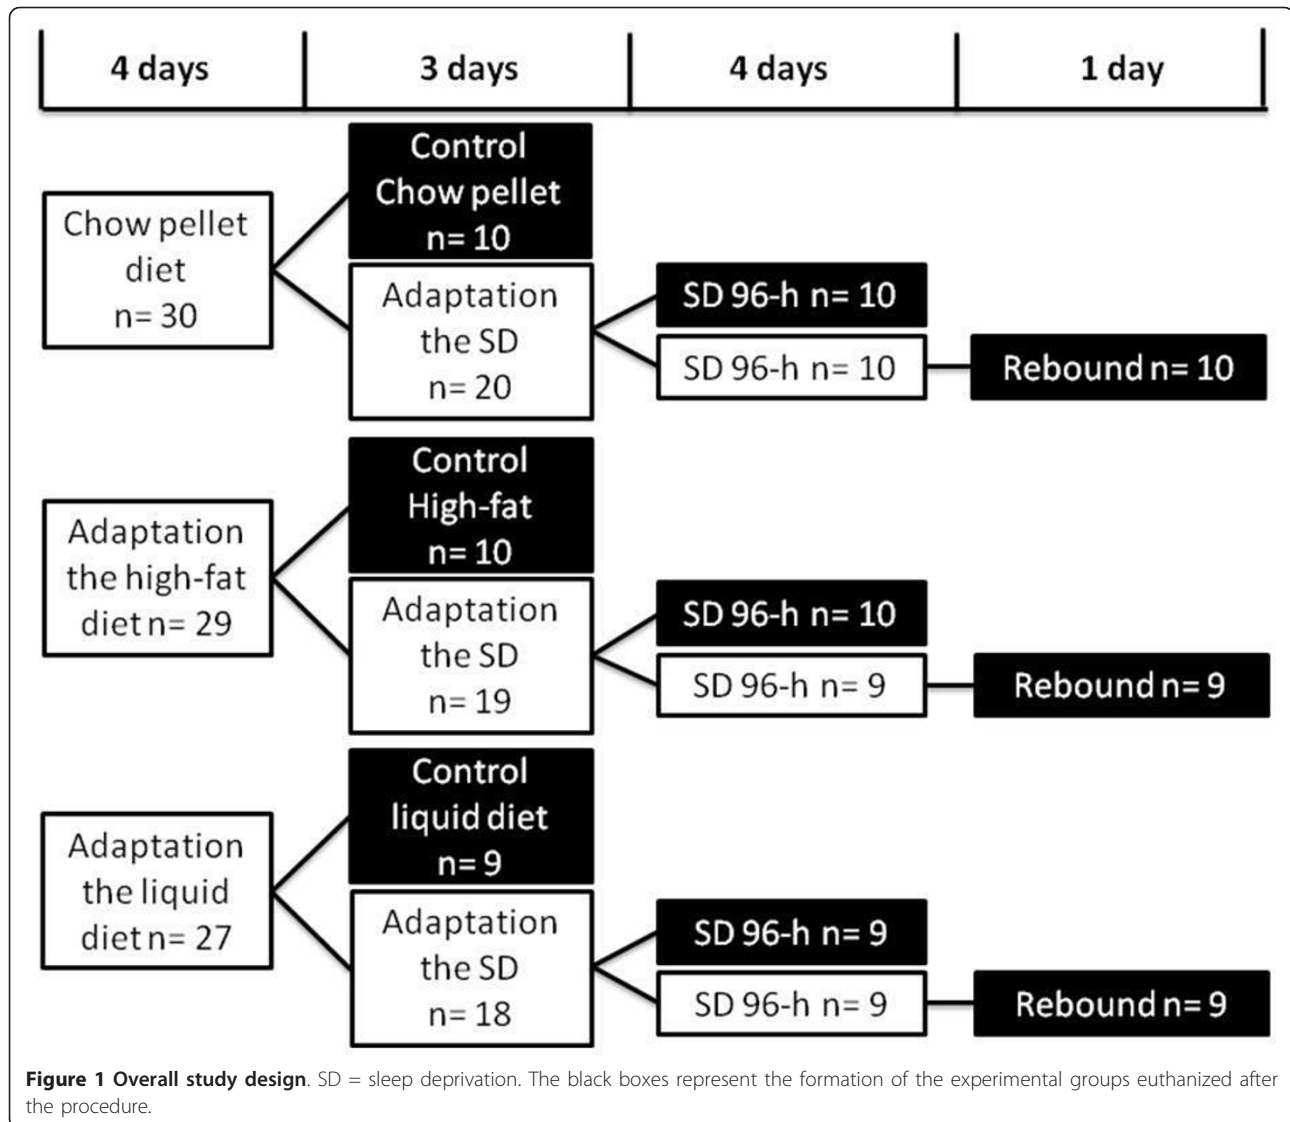 4 days 3 days 4 days 1 day
Chow pellet
diet
n= 30
Control
Chow pellet
n= 10
Adaptation
the SD
n= 20
SD 96-h n= 10
SD 96-h n= 10
Rebound n= 10
Adaptation
the high-fat
diet n= 29
Control
High-fat
n= 10
Adaptation
the SD
n= 19
SD 96-h n= 10
SD 96-h n= 9
Rebound n= 9
Adaptation
the liquid
diet n= 27
Control
liquid diet
n= 9
Adaptation
the SD
n= 18
SD 96-h n= 9
SD 96-h n= 9
Rebound n= 9
Figure 1 Overall study design. SD = sleep deprivation. The black boxes represent the formation of the experimental groups euthanized after
the procedure.